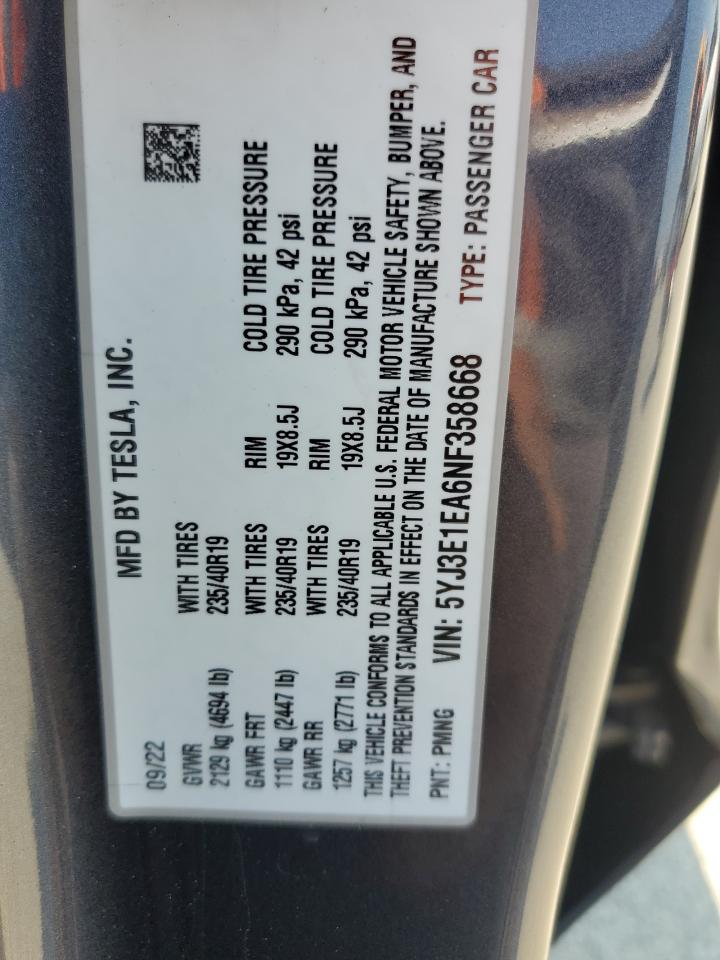 MFD BY TESLA, INC.
09/22
GVWR WITH TIRES
2129 kg (4694 lb) 235/40R19
GAWR FRT WITH TIRES RIM COLD TIRE PRESSURE
1110 kg (2447 lb) 235/40R19 19X8.5J 290 kPa, 42 psi
GAWR RR WITH TIRES RIM COLD TIRE PRESSURE
1257 kg (2771 lb) 235/40R19 19X8.5J 290 kPa, 42 psi
THIS VEHICLE CONFORMS TO ALL APPLICABLE U.S. FEDERAL MOTOR VEHICLE SAFETY, BUMPER, AND
THEFT PREVENTION STANDARDS IN EFFECT ON THE DATE OF MANUFACTURE SHOWN ABOVE.
PNT: PMNG VIN: 5YJ3E1EA6NF358668 TYPE: PASSENGER CAR